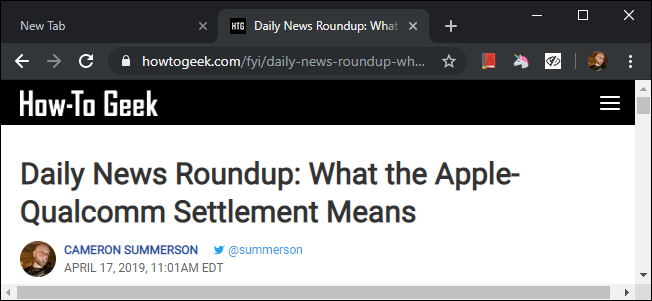 New Tab
HTG Daily News Roundup: What
howtogeek.com/fyi/daily-news-roundup-wh...
How-To Geek
Daily News Roundup: What the Apple-
Qualcomm Settlement Means
CAMERON SUMMERSON @summerson
APRIL 17, 2019, 11:01AM EDT